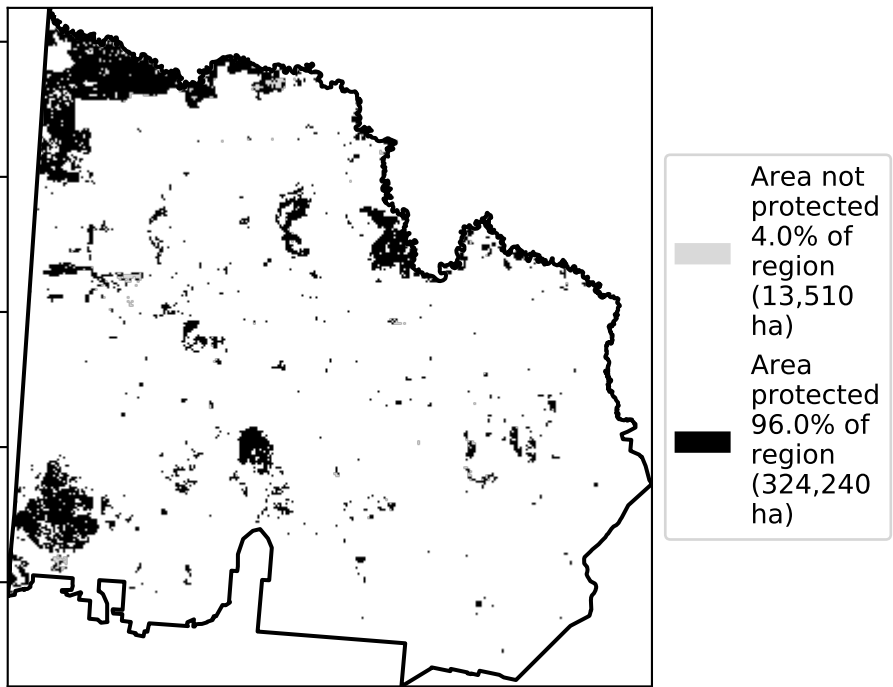 Area not
protected
4.0% of
region
(13,510
ha)
Area
protected
96.0% of
region
(324,240
ha)